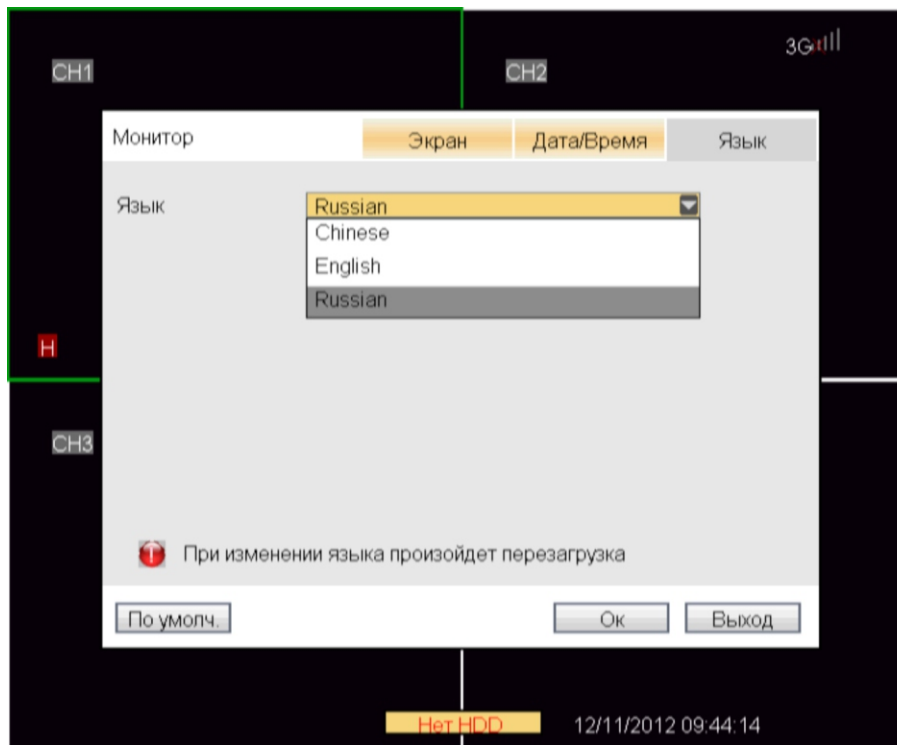 3G
CH1
CH2
Монитор
Экран
Дата/Время
Язык
Язык
Russian
Chinese
English
Russian
H
CH3
При изменении языка произойдет перезагрузка
По умолч.
Ок
Выход
Нет HDD
12/11/2012 09:44:14